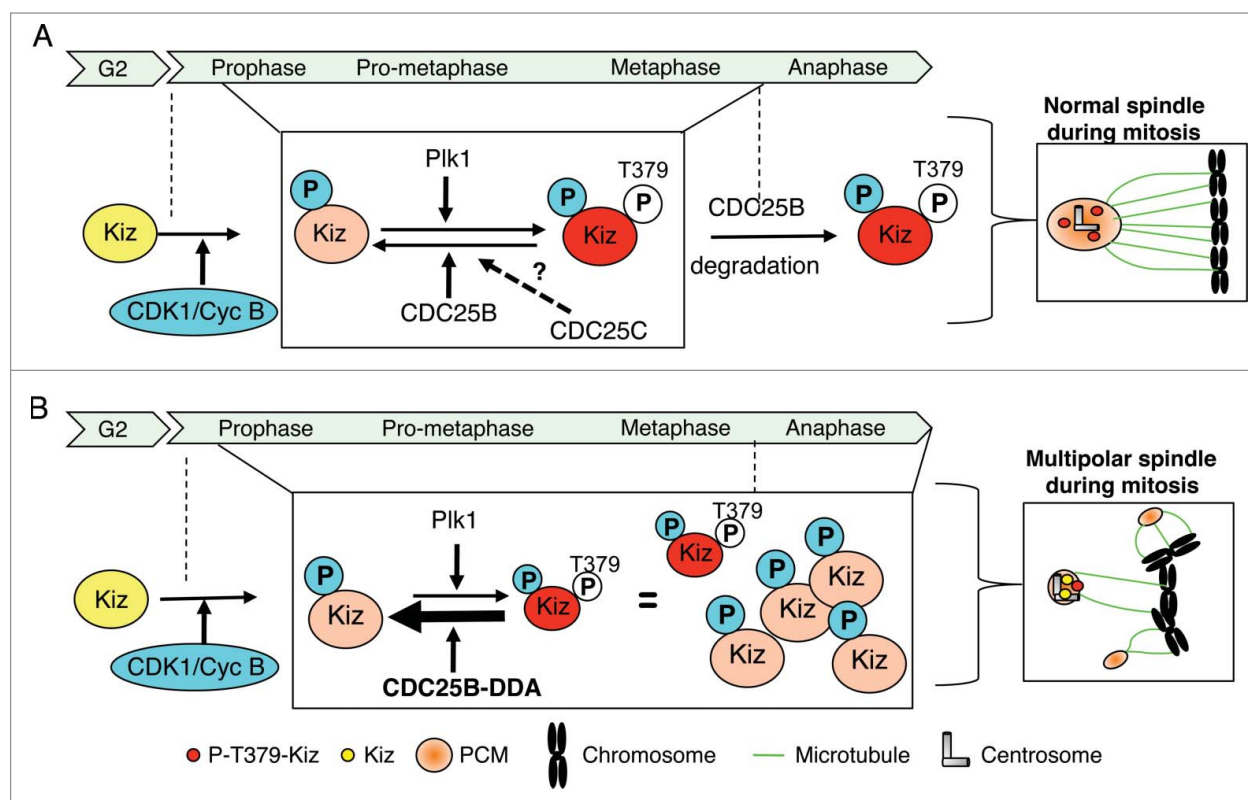 A
G2 Prophase Pro-metaphase Metaphase Anaphase
Normal spindle
during mitosis
Plk1
T379
T379
P
P
P
P
P
CDC25B
Kiz
Kiz
Kiz
Kiz
?
degradation
CDK1/Cyc B
CDC25B
CDC25C
B
G2 Prophase Pro-metaphase Metaphase Anaphase
Multipolar spindle
during mitosis
Plk1
T379
P
P
P
Kiz
P
T379
P
P
P
Kiz
P
Kiz
Kiz
Kiz
=
P
P
Kiz
Kiz
Kiz
Kiz
CDK1/Cyc B
CDC25B-DDA
P-T379-Kiz Kiz PCM Chromosome Microtubule Centrosome